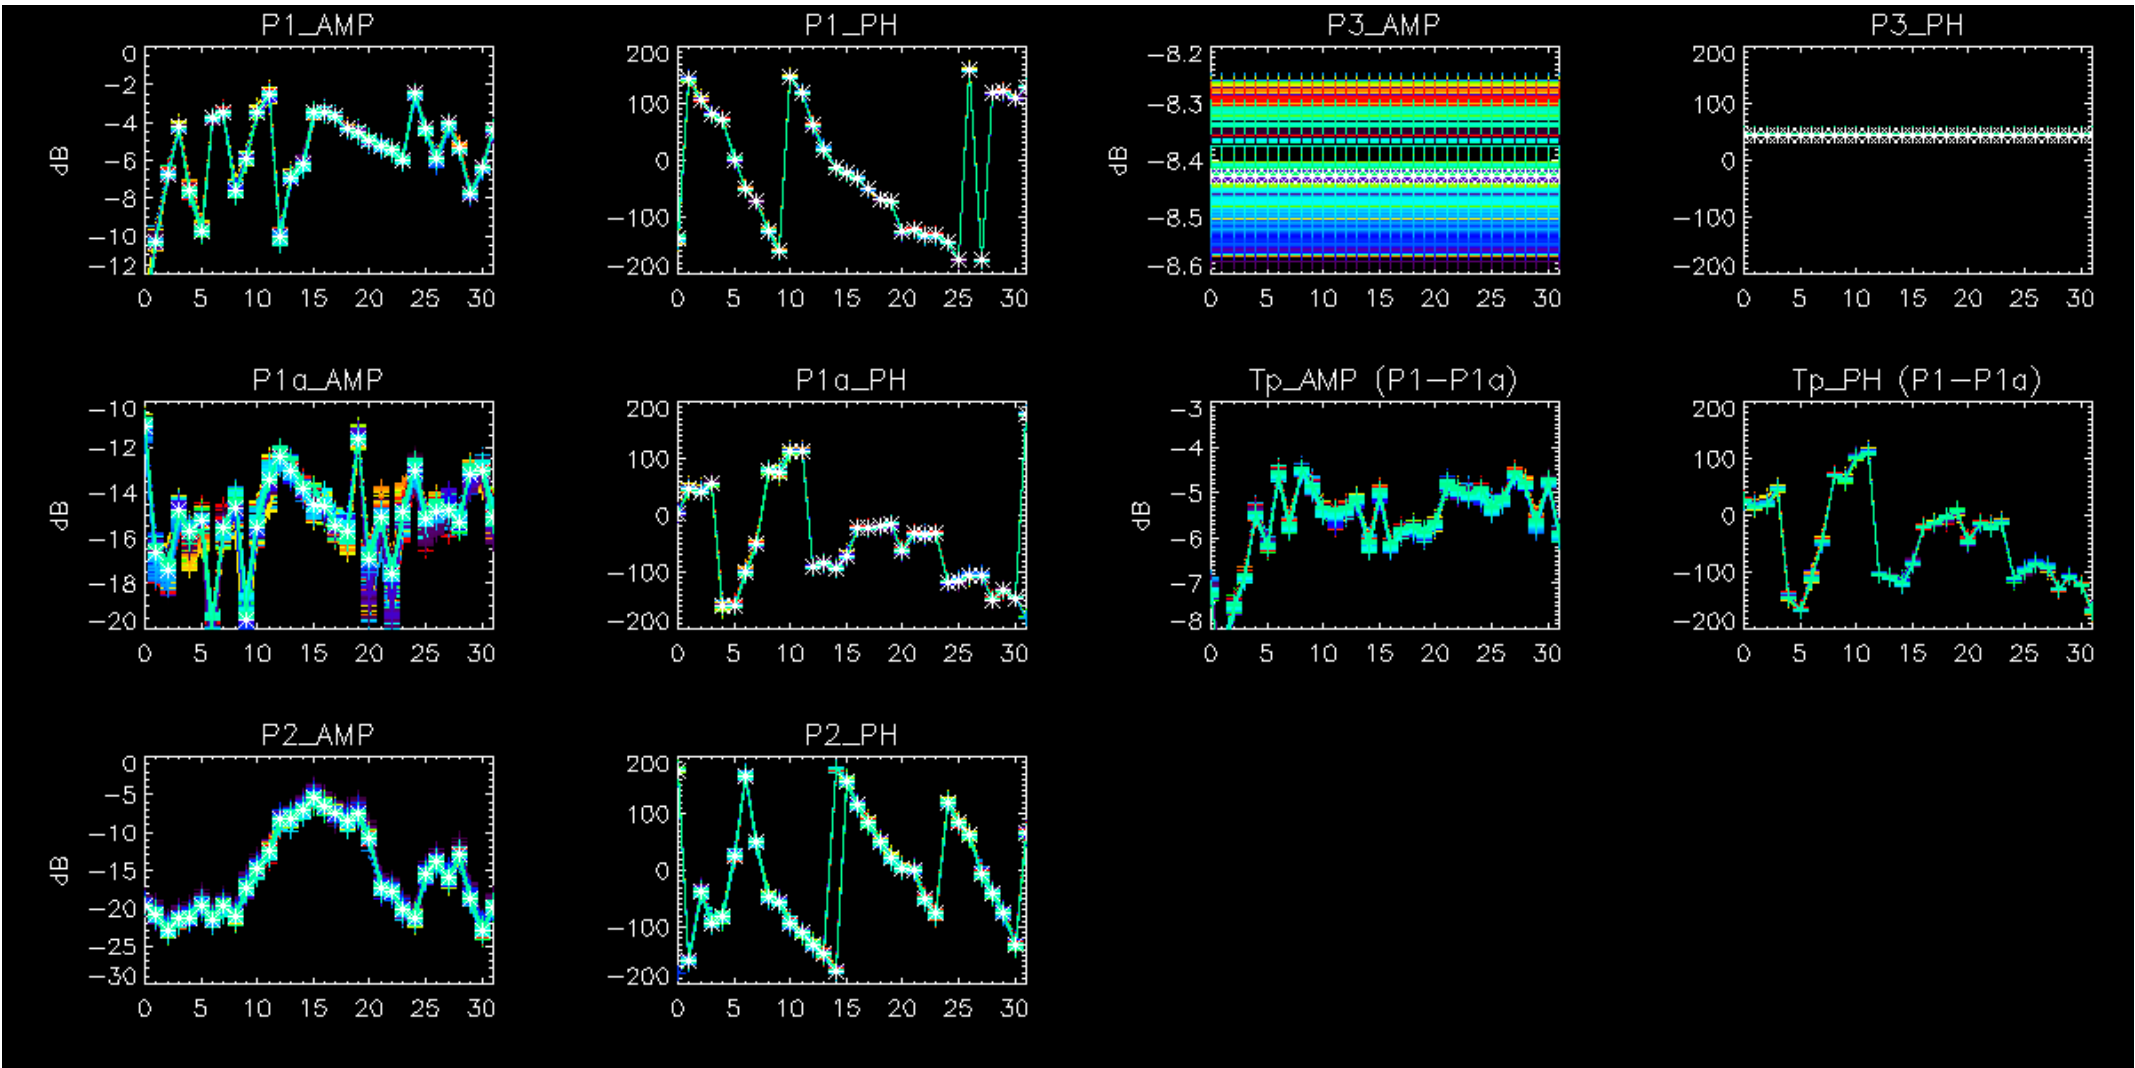 P1_AMP P1_PH P3_AMP P3_PH
0 200 -8.2 200
-2
-4 100 -8.3 100
dB -6 0 dB -8.4 0
-8
-10 -100 -8.5 -100
-12 -200 -8.6 -200
0 5 10 15 20 25 30 0 5 10 15 20 25 30 0 5 10 15 20 25 30 0 5 10 15 20 25 30
P1a_AMP P1a_PH Tp_AMP (P1-P1a) Tp_PH (P1-P1a)
-10 200 -3 200
-12 100 -4 100
dB -14 0 dB -5 0
-16 -6
-18 -100 -7 -100
-20 -200 -8 -200
0 5 10 15 20 25 30 0 5 10 15 20 25 30 0 5 10 15 20 25 30 0 5 10 15 20 25 30
P2_AMP P2_PH
0 200
-5
-10 100
dB -15 0
-20 -100
-25
-30 -200
0 5 10 15 20 25 30 0 5 10 15 20 25 30